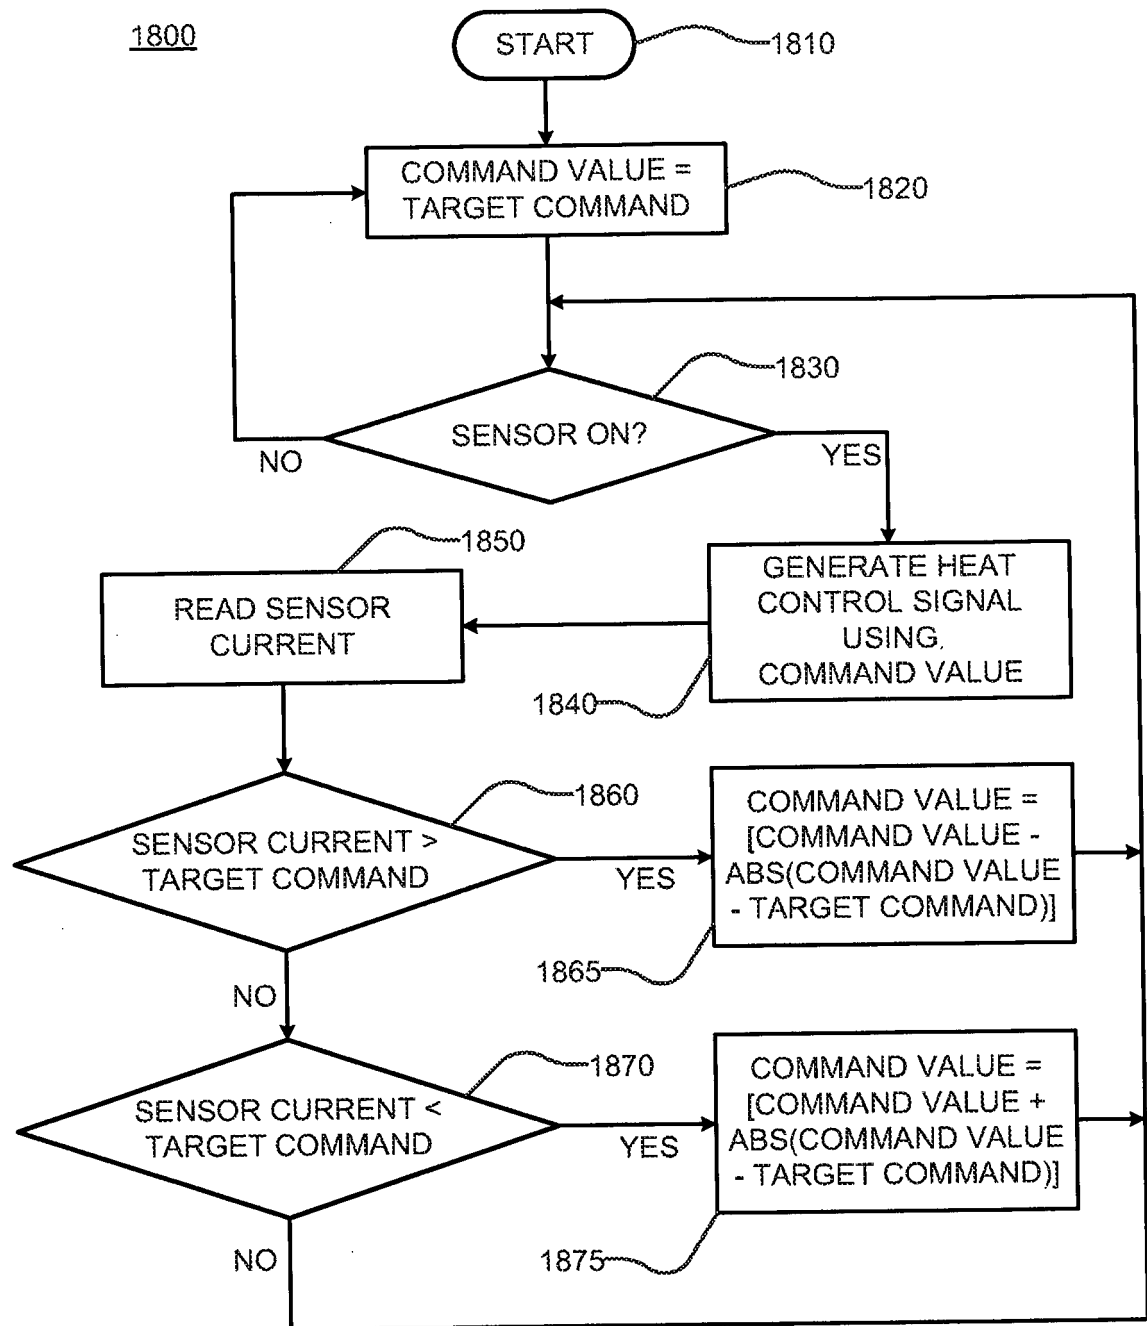 1800
START
1810
COMMAND VALUE =
TARGET COMMAND
1820
1830
SENSOR ON?
NO
YES
1850
READ SENSOR
CURRENT
GENERATE HEAT
CONTROL SIGNAL
USING,
COMMAND VALUE
1840
1860
SENSOR CURRENT >
TARGET COMMAND
YES
COMMAND VALUE =
[COMMAND VALUE -
ABS(COMMAND VALUE
- TARGET COMMAND)]
1865
NO
1870
SENSOR CURRENT <
TARGET COMMAND
YES
COMMAND VALUE =
[COMMAND VALUE +
ABS(COMMAND VALUE
- TARGET COMMAND)]
1875
NO